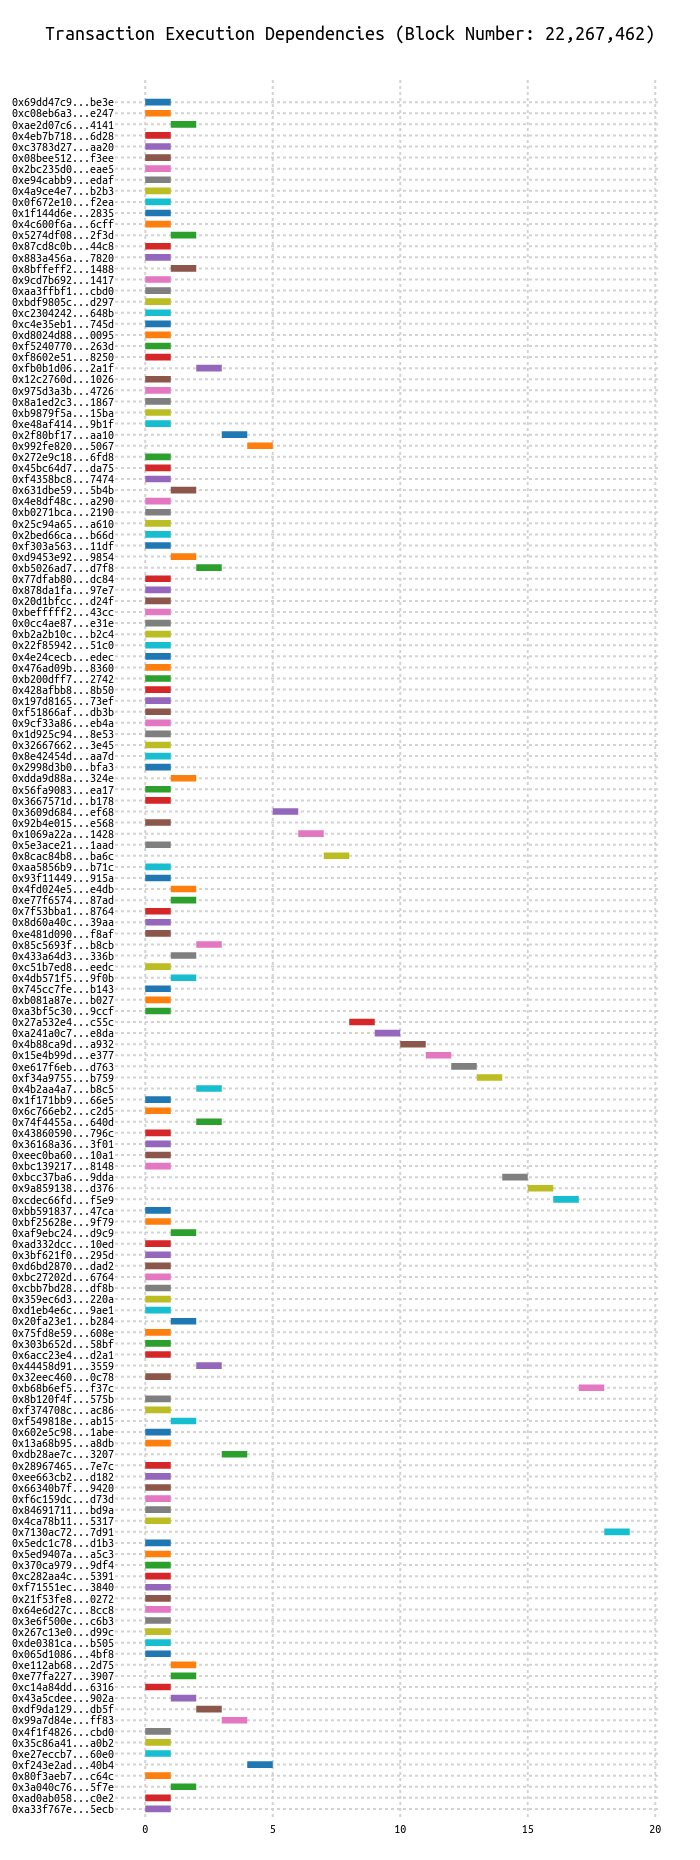 Transaction Execution Dependencies (Block Number: 22,267,462)
0x69dd47c9...be3e
0xc08eb6a3...e247
0xae2d07c6...4141
0x4eb7b718...6d28
0xc3783d27...aa20
0x08bee512...f3ee
0x2bc235d0...eae5
0xe94cabb9...edaf
0x4a9ce4e7...b2b3
0x0f672e10...f2ea
0x1f144d6e...2835
0x4c600f6a...6cff
0x5274df08...2f3d
0x87cd8c0b...44c8
0x883a456a...7820
0x8bffeff2...1488
0x9cd7b692...1417
0xaa3ffbf1...cbd0
0xbdf9805c...d297
0xc2304242...648b
0xc4e35eb1...745d
0xd8024d88...0095
0xf5240770...263d
0xf8602e51...8250
0xfb0b1d06...2a1f
0x12c2760d...1026
0x975d3a3b...4726
0x8a1ed2c3...1867
0xb9879f5a...15ba
0xe48af414...9b1f
0x2f80bf17...aa10
0x992fe820...5067
0x272e9c18...6fd8
0x45bc64d7...da75
0xf4358bc8...7474
0x631dbe59...5b4b
0x4e8df48c...a290
0xb0271bca...2190
0x25c94a65...a610
0x2bed66ca...b66d
0xf303a563...11df
0xd9453e92...9854
0xb5026ad7...d7f8
0x77dfab80...dc84
0x878da1fa...97e7
0x20d1bfcc...d24f
0xbefffff2...43cc
0x0cc4ae87...e31e
0xb2a2b10c...b2c4
0x22f85942...51c0
0x4e24cecb...edec
0x476ad09b...8360
0xb200dff7...2742
0x428afbb8...8b50
0x197d8165...73ef
0xf51866af...db3b
0x9cf33a86...eb4a
0x1d925c94...8e53
0x32667662...3e45
0x8e42454d...aa7d
0x2998d3b0...bfa3
0xdda9d88a...324e
0x56fa9083...ea17
0x3667571d...b178
0x3609d684...ef68
0x92b4e015...e568
0x1069a22a...1428
0x5e3ace21...1aad
0x8cac84b8...ba6c
0xaa5856b9...b71c
0x93f11449...915a
0x4fd024e5...e4db
0xe77f6574...87ad
0x7f53bba1...8764
0x8d60a40c...39aa
0xe481d090...f8af
0x85c5693f...b8cb
0x433a64d3...336b
0xc51b7ed8...eedc
0x4db571f5...9f0b
0x745cc7fe...b143
0xb081a87e...b027
0xa3bf5c30...9ccf
0x27a532e4...c55c
0xa241a0c7...e8da
0x4b88ca9d...a932
0x15e4b99d...e377
0xe617f6eb...d763
0xf34a9755...b759
0x4b2aa4a7...b8c5
0x1f171bb9...66e5
0x6c766eb2...c2d5
0x74f4455a...640d
0x43860590...796c
0x36168a36...3f01
0xeec0ba60...10a1
0xbc139217...8148
0xbcc37ba6...9dda
0x9a859138...d376
0xcdec66fd...f5e9
0xbb591837...47ca
0xbf25628e...9f79
0xaf9ebc24...d9c9
0xad332dcc...10ed
0x3bf621f0...295d
0xd6bd2870...dad2
0xbc27202d...6764
0xcbb7bd28...df8b
0x359ec6d3...220a
0xd1eb4e6c...9ae1
0x20fa23e1...b284
0x75fd8e59...608e
0x303b652d...58bf
0x6acc23e4...d2a1
0x44458d91...3559
0x32eec460...0c78
0xb68b6ef5...f37c
0x8b120f4f...575b
0xf374708c...ac86
0xf549818e...ab15
0x602e5c98...1abe
0x13a68b95...a8db
0xdb28ae7c...3207
0x28967465...7e7c
0xee663cb2...d182
0x66340b7f...9420
0xf6c159dc...d73d
0x84691711...bd9a
0x4ca78b11...5317
0x7130ac72...7d91
0x5edc1c78...d1b3
0x5ed9407a...a5c3
0x370ca979...9df4
0xc282aa4c...5391
0xf71551ec...3840
0x21f53fe8...0272
0x64e6d27c...8cc8
0x3e6f500e...c6b3
0x267c13e0...d99c
0xde0381ca...b505
0x065d1086...4bf8
0xe112ab68...2d75
0xe77fa227...3907
0xc14a84dd...6316
0x43a5cdee...902a
0xdf9da129...db5f
0x99a7d84e...ff83
0x4f1f4826...cbd0
0x35c86a41...a0b2
0xe27eccb7...60e0
0xf243e2ad...40b4
0x80f3aeb7...c64c
0x3a040c76...5f7e
0xad0ab058...c0e2
0xa33f767e...5ecb
0 5 10 15 20